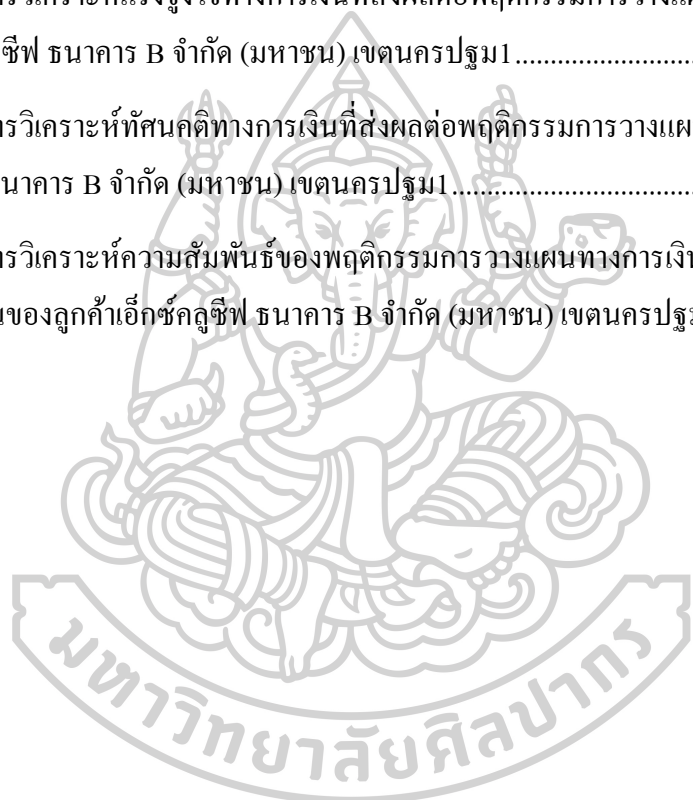 ซีฟ ธนาคาร B จำกัด (มหาชน) เขตนครปฐม1............................
ารวิเคราะห์ทัศนคติทางการเงินที่ส่งผลต่อพฤติกรรมการวางแผ
นาคาร B จำกัด (มหาชน) เขตนครปฐม1....................................
ารวิเคราะห์ความสัมพันธ์ของพฤติกรรมการวางแผนทางการเงิน
นของลูกค้าเอ็กซ์คลูซีฟ ธนาคาร B จำกัด (มหาชน) เขตนครปฐม
มหาวิทยาลัยศิลปากร